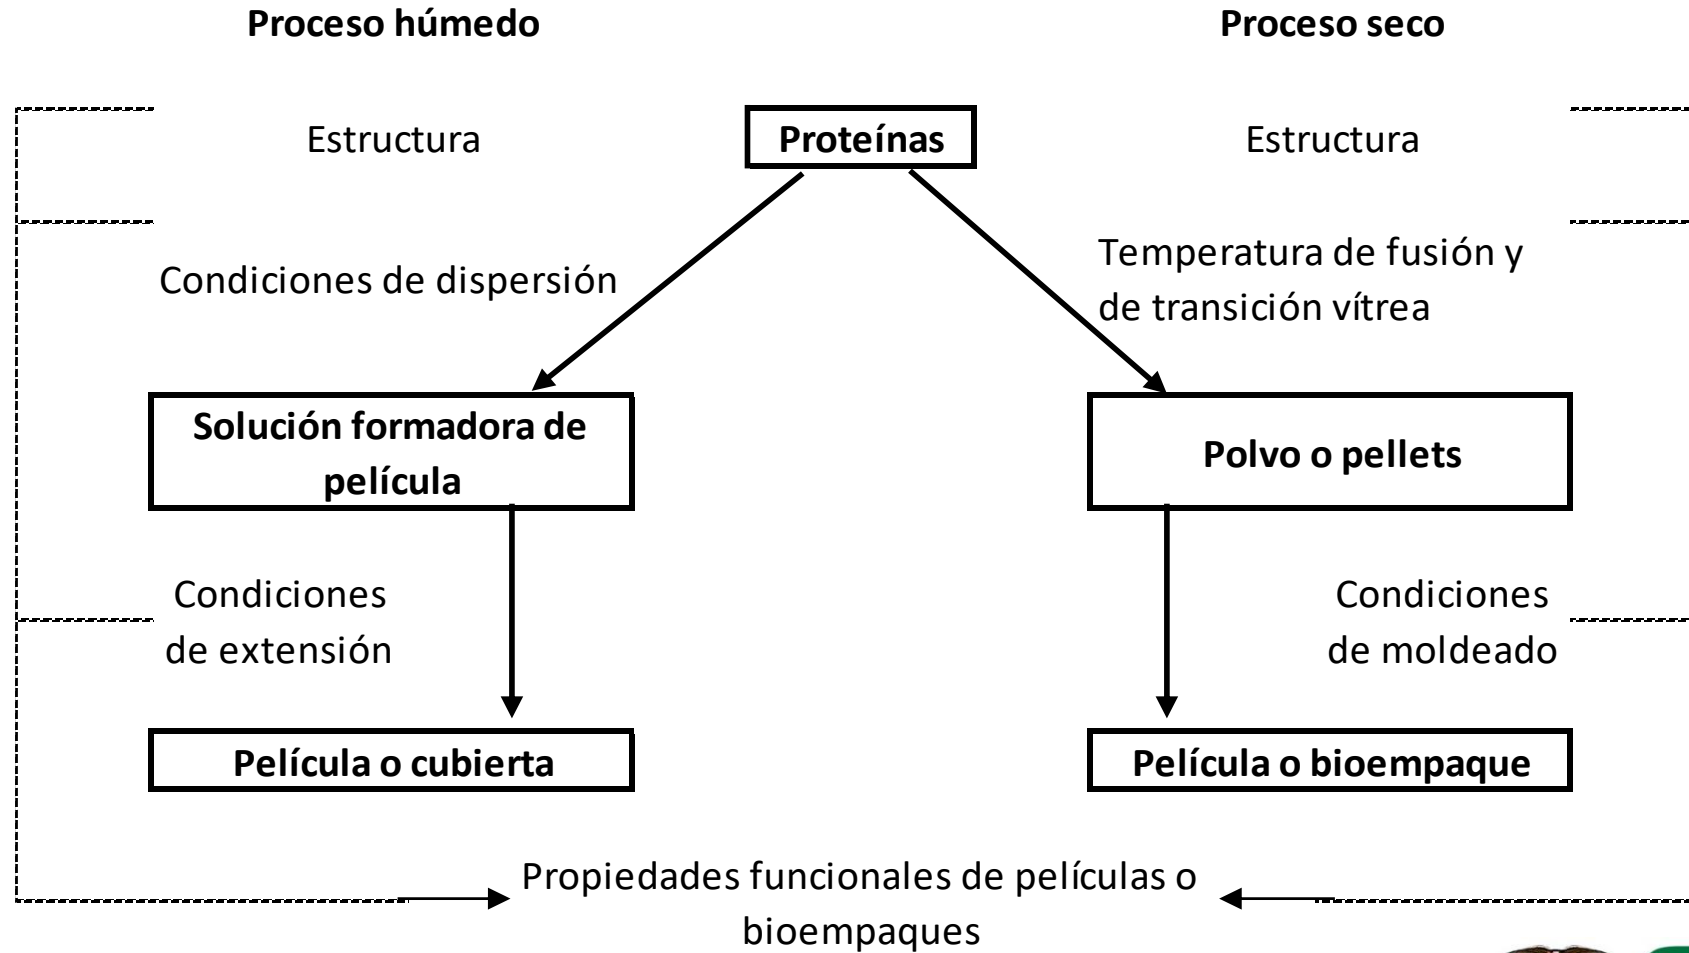 Proceso húmedo
Proceso seco
Estructura
Proteínas
Estructura
Condiciones de dispersión
Temperatura de fusión y
de transición vítrea
Solución formadora de
película
Polvo o pellets
Condiciones
de extensión
Condiciones
de moldeado
Película o cubierta
Película o bioempaque
Propiedades funcionales de películas o
bioempaques